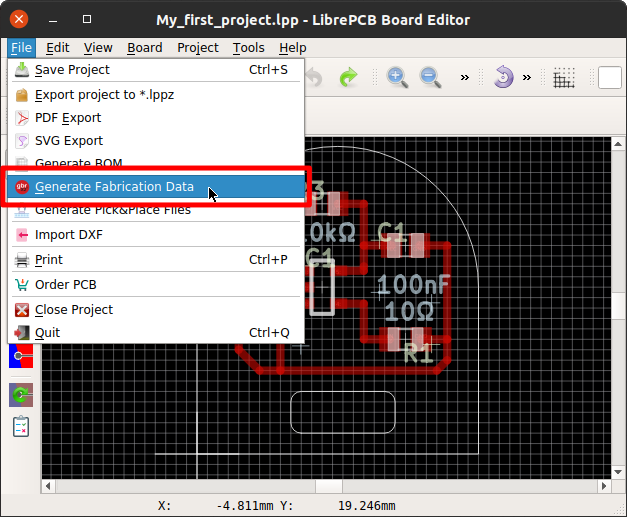 My_first_project.lpp - LibrePCB Board Editor
File Edit View Board Project Tools Help
Save Project Ctrl+S
Export project to *.lppz
PDF Export
SVG Export
Generate BOM
gbr Generate Fabrication Data
Generate Pick&Place Files
Import DXF
Print Ctrl+P
Order PCB
Close Project
Quit Ctrl+Q
» »
3
0kΩ
C1
C1
100nF
10Ω
R1
X: -4.811mm Y: 19.246mm